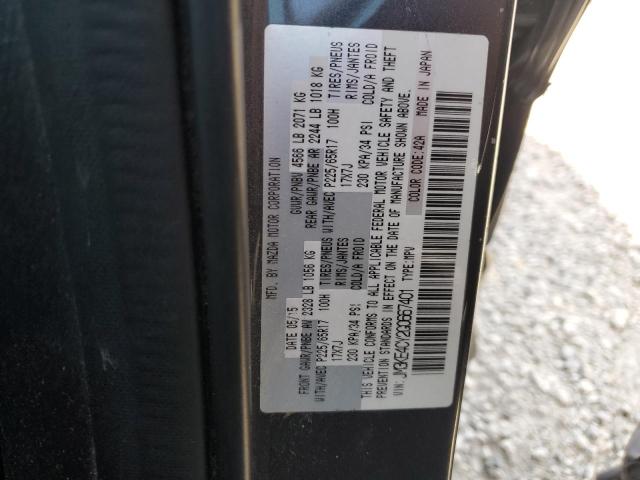 MFD. BY MAZDA MOTOR CORPORATION
DATE 05/15 GVWR/PNBV 4566 LB 2071 KG
FRONT GAWR/PNBE AV 2328 LB 1056 KG REAR GAWR/PNBE AR 2244 LB 1018 KG
WITH/AVEC P225/65R17 100H TIRES/PNEUS WITH/AVEC P225/65R17 100H TIRES/PNEUS
17X7J RIMS/JANTES 17X7J RIMS/JANTES
230 KPA/34 PSI COLD/A FROID 230 KPA/34 PSI COLD/A FROID
THIS VEHICLE CONFORMS TO ALL APPLICABLE FEDERAL MOTOR VEHICLE SAFETY AND THEFT
PREVENTION STANDARDS IN EFFECT ON THE DATE OF MANUFACTURE SHOWN ABOVE.
VIN: JM3KE4CY2G0667401 TYPE:MPV COLOR CODE:42A MADE IN JAPAN